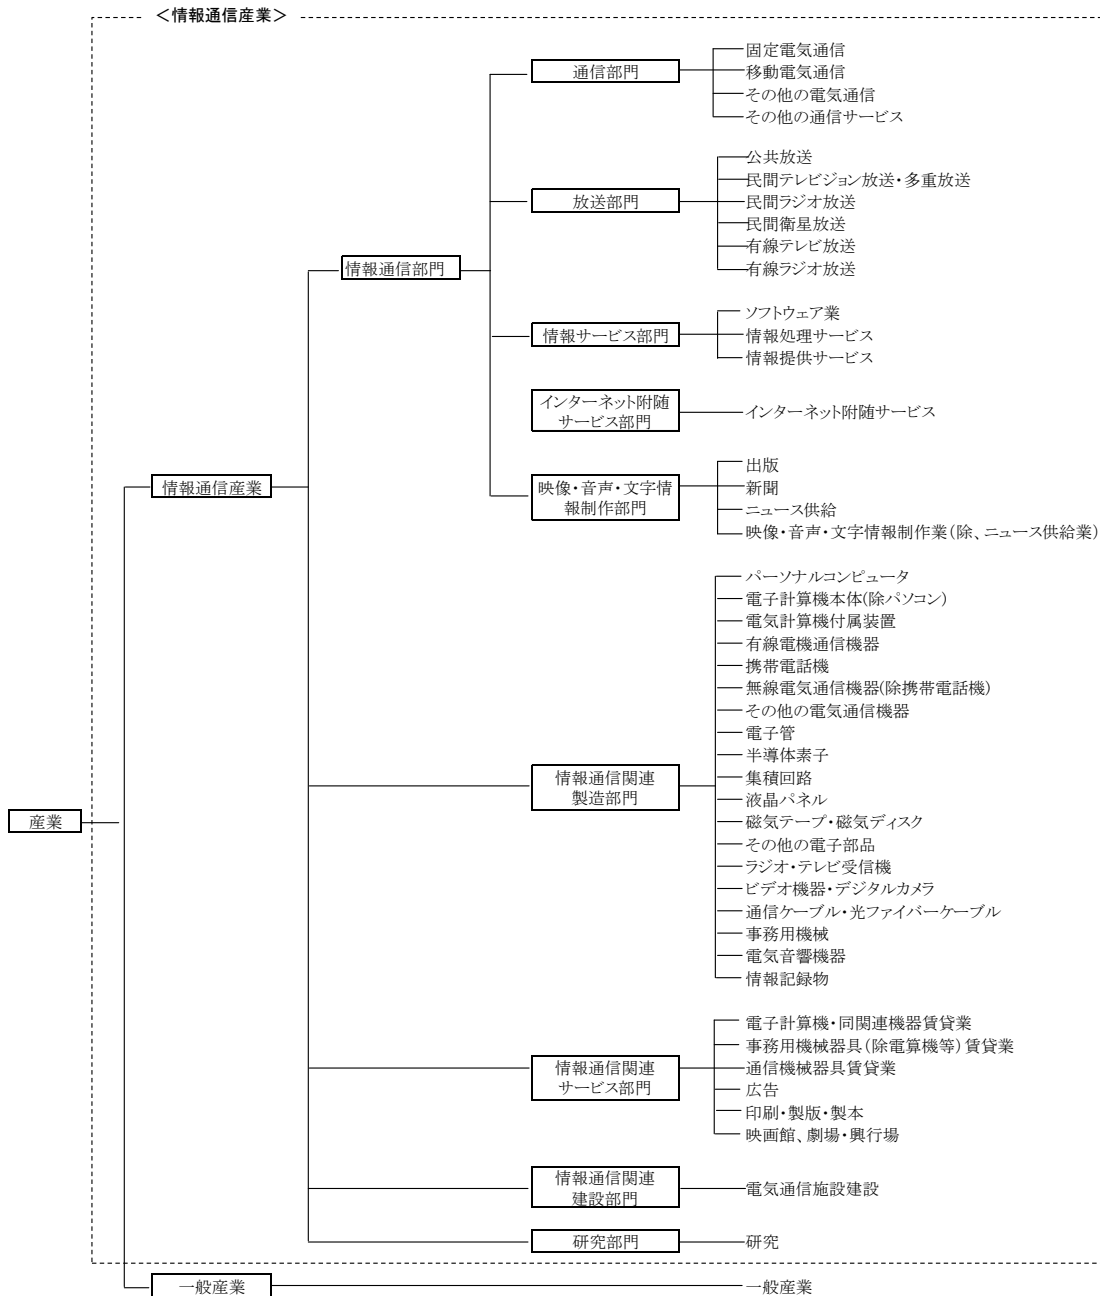 ＜情報通信産業＞
固定電気通信
通信部門
移動電気通信
その他の電気通信
その他の通信サービス
公共放送
民間テレビジョン放送・多重放送
放送部門
民間ラジオ放送
民間衛星放送
有線テレビ放送
情報通信部門
有線ラジオ放送
ソフトウェア業
情報サービス部門
情報処理サービス
情報提供サービス
インターネット附随
サービス部門
インターネット附随サービス
出版
情報通信産業
映像・音声・文字情
報制作部門
新聞
ニュース供給
映像・音声・文字情報制作業(除、ニュース供給業)
パーソナルコンピュータ
電子計算機本体(除パソコン)
電気計算機付属装置
有線電機通信機器
携帯電話機
無線電気通信機器(除携帯電話機)
その他の電気通信機器
電子管
半導体素子
情報通信関連
製造部門
集積回路
液晶パネル
産業
磁気テープ・磁気ディスク
その他の電子部品
ラジオ・テレビ受信機
ビデオ機器・デジタルカメラ
通信ケーブル・光ファイバーケーブル
事務用機械
電気音響機器
情報記録物
電子計算機・同関連機器賃貸業
事務用機械器具(除電算機等)賃貸業
情報通信関連
サービス部門
通信機械器具賃貸業
広告
印刷・製版・製本
映画館、劇場・興行場
情報通信関連
建設部門
電気通信施設建設
研究部門
研究
一般産業
一般産業